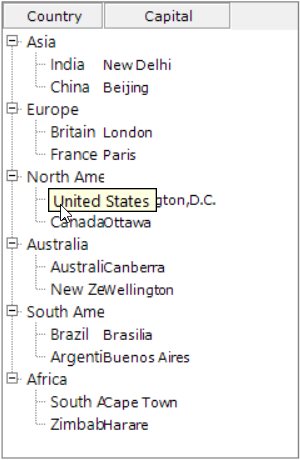 Country Capital
Asia
India New Delhi
China Beijing
Europe
Britain London
France Paris
North Ame
United States gton,D.C.
Canada Ottawa
Australia
Australi Canberra
New Ze Wellington
South Ame
Brazil Brasilia
Argenti Buenos Aires
Africa
South A Cape Town
Zimbab Harare